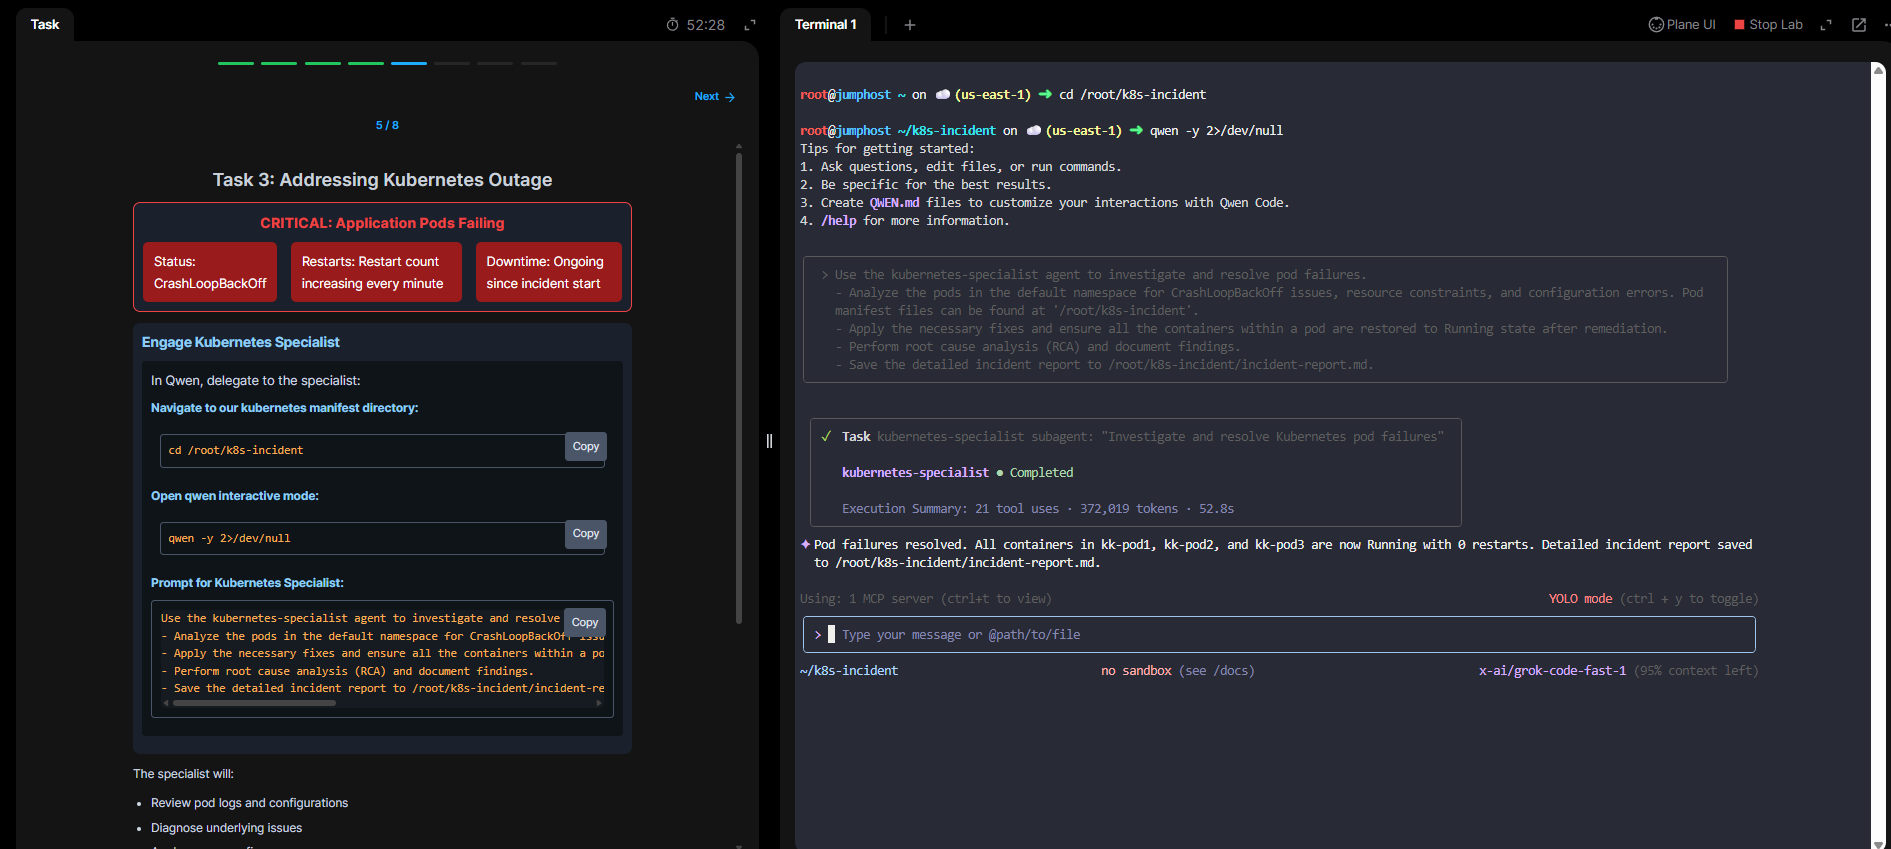 Task
52:28
Next →
5 / 8
Task 3: Addressing Kubernetes Outage
CRITICAL: Application Pods Failing
Status:
CrashLoopBackOff
Restarts: Restart count
increasing every minute
Downtime: Ongoing
since incident start
Engage Kubernetes Specialist
In Qwen, delegate to the specialist:
Navigate to our kubernetes manifest directory:
cd /root/k8s-incident
Copy
Open qwen interactive mode:
qwen -y 2>/dev/null
Copy
Prompt for Kubernetes Specialist:
Use the kubernetes-specialist agent to investigate and resolve
Copy
- Analyze the pods in the default namespace for CrashLoopBackOff
- Apply the necessary fixes and ensure all the containers within a po
- Perform root cause analysis (RCA) and document findings.
- Save the detailed incident report to /root/k8s-incident/incident-re
The specialist will:
• Review pod logs and configurations
• Diagnose underlying issues
Terminal 1
+
Plane UI
Stop Lab
root@jumphost ~ on (us-east-1) ➜ cd /root/k8s-incident
root@jumphost ~/k8s-incident on (us-east-1) ➜ qwen -y 2>/dev/null
Tips for getting started:
1. Ask questions, edit files, or run commands.
2. Be specific for the best results.
3. Create QWEN.md files to customize your interactions with Qwen Code.
4. /help for more information.
> Use the kubernetes-specialist agent to investigate and resolve pod failures.
- Analyze the pods in the default namespace for CrashLoopBackOff issues, resource constraints, and configuration errors. Pod
manifest files can be found at '/root/k8s-incident'.
- Apply the necessary fixes and ensure all the containers within a pod are restored to Running state after remediation.
- Perform root cause analysis (RCA) and document findings.
- Save the detailed incident report to /root/k8s-incident/incident-report.md.
✓ Task kubernetes-specialist subagent: "Investigate and resolve Kubernetes pod failures"
kubernetes-specialist ● Completed
Execution Summary: 21 tool uses · 372,019 tokens · 52.8s
✦ Pod failures resolved. All containers in kk-pod1, kk-pod2, and kk-pod3 are now Running with 0 restarts. Detailed incident report saved
to /root/k8s-incident/incident-report.md.
Using: 1 MCP server (ctrl+t to view)
YOLO mode (ctrl + y to toggle)
> Type your message or @path/to/file
~/k8s-incident
no sandbox (see /docs)
x-ai/grok-code-fast-1 (95% context left)